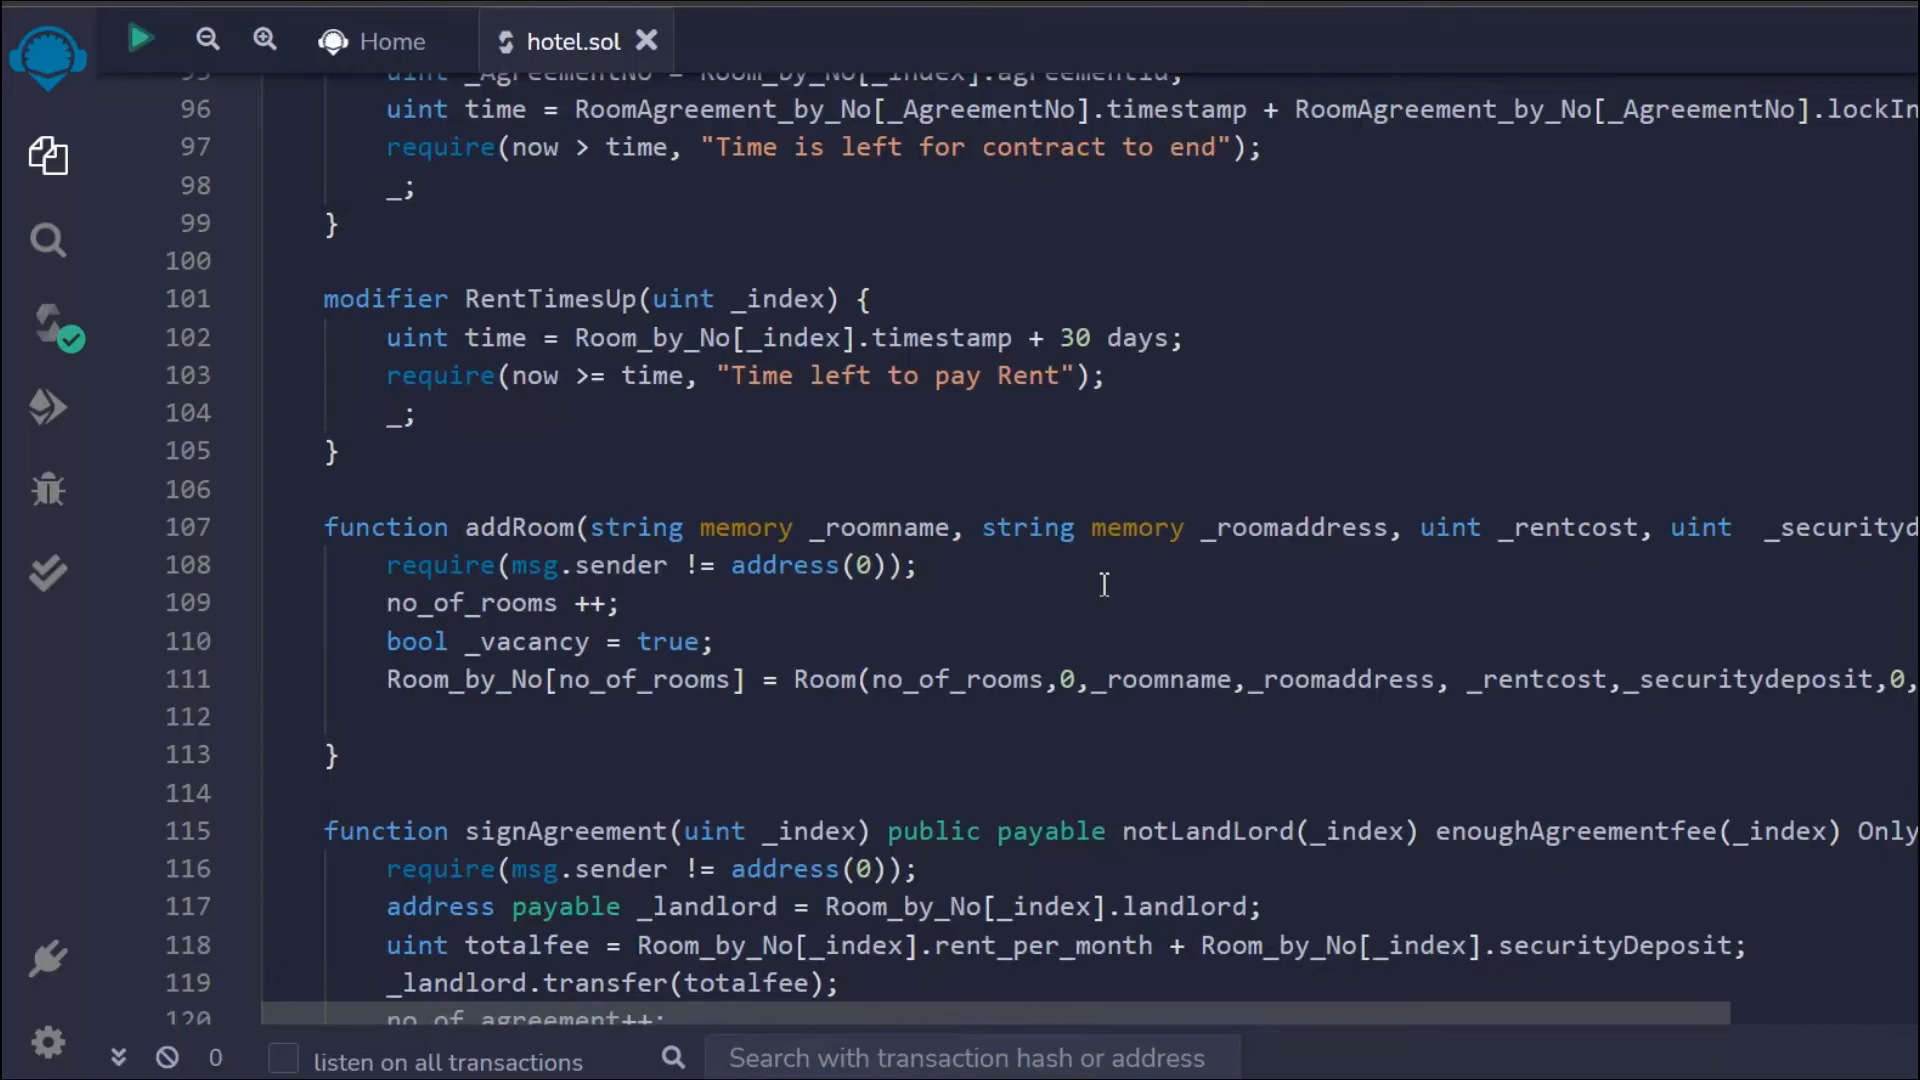 Home
hotel.sol
95 uint _AgreementNo = Room_by_No[_index].agreementid;
96 uint time = RoomAgreement_by_No[_AgreementNo].timestamp + RoomAgreement_by_No[_AgreementNo].lockIn
97 require(now > time, "Time is left for contract to end");
98 _;
99 }
100
101 modifier RentTimesUp(uint _index) {
102 uint time = Room_by_No[_index].timestamp + 30 days;
103 require(now >= time, "Time left to pay Rent");
104 _;
105 }
106
107 function addRoom(string memory _roomname, string memory _roomaddress, uint _rentcost, uint  _securityd
108 require(msg.sender != address(0));
109 no_of_rooms ++;
110 bool _vacancy = true;
111 Room_by_No[no_of_rooms] = Room(no_of_rooms,0,_roomname,_roomaddress, _rentcost,_securitydeposit,0,
112
113 }
114
115 function signAgreement(uint _index) public payable notLandLord(_index) enoughAgreementfee(_index) Only
116 require(msg.sender != address(0));
117 address payable _landlord = Room_by_No[_index].landlord;
118 uint totalfee = Room_by_No[_index].rent_per_month + Room_by_No[_index].securityDeposit;
119 _landlord.transfer(totalfee);
120 no_of_agreement++;
0 listen on all transactions Search with transaction hash or address